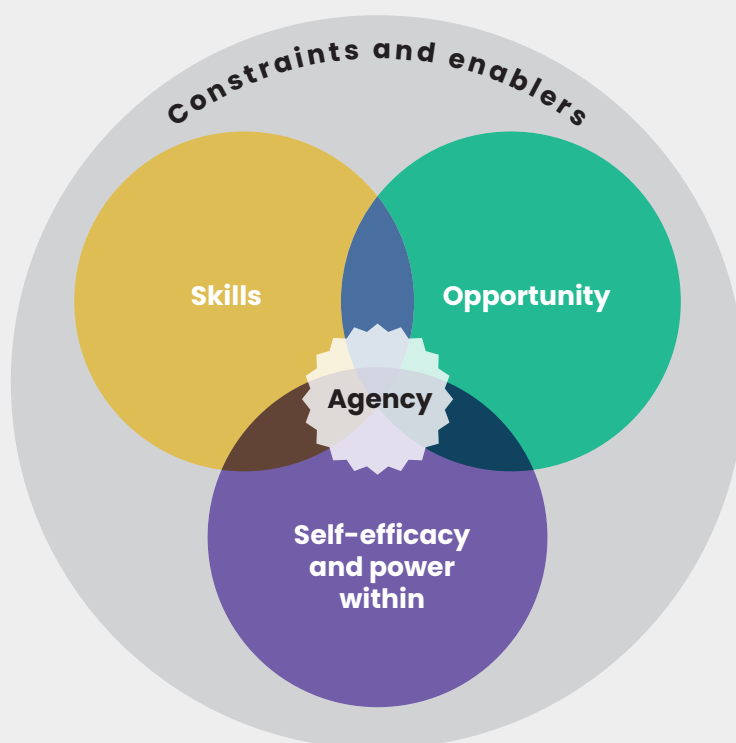 Constraints and enablers
Skills
Opportunity
Agency
Self-efficacy
and power
within